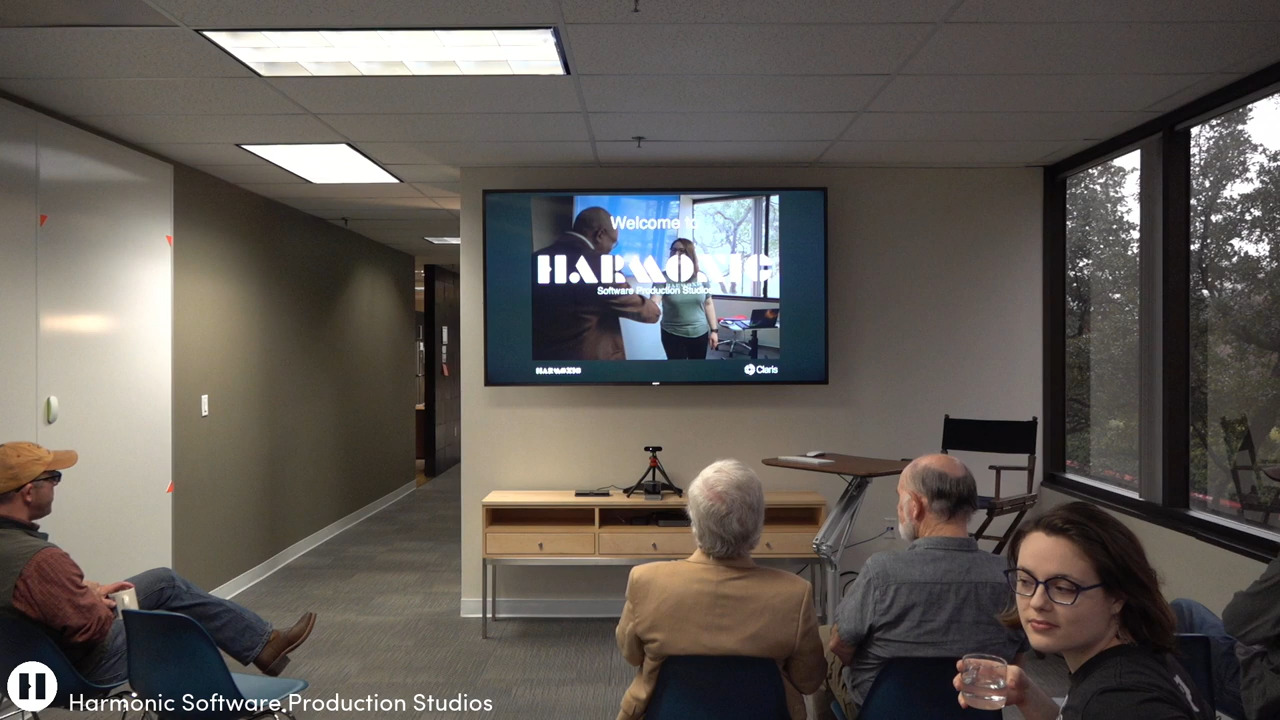 Welcome to
HARMONIC
Software Production Studios
HARMONIC
Claris
Harmonic Software Production Studios